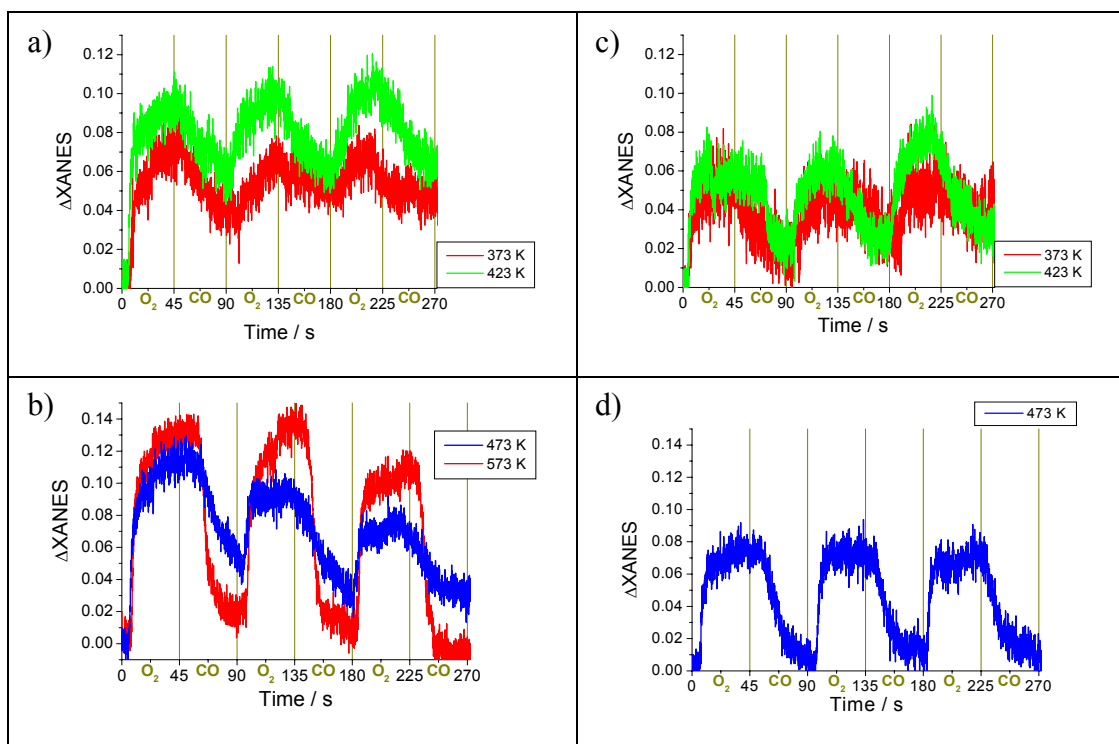 a)
0.12
0.10
0.08
0.06
0.04
0.02
0.00
ΔXANES
373 K
423 K
0 O₂ 45 CO 90 O₂ 135 CO 180 O₂ 225 CO 270
Time / s
c)
0.12
0.10
0.08
0.06
0.04
0.02
0.00
ΔXANES
373 K
423 K
0 O₂ 45 CO 90 O₂ 135 CO 180 O₂ 225 CO 270
Time / s
b)
0.14
0.12
0.10
0.08
0.06
0.04
0.02
0.00
ΔXANES
473 K
573 K
0 O₂ 45 CO 90 O₂ 135 CO 180 O₂ 225 CO 270
Time / s
d)
473 K
0.14
0.12
0.10
0.08
0.06
0.04
0.02
0.00
ΔXANES
0 O₂ 45 CO 90 O₂ 135 CO 180 O₂ 225 CO 270
Time / s